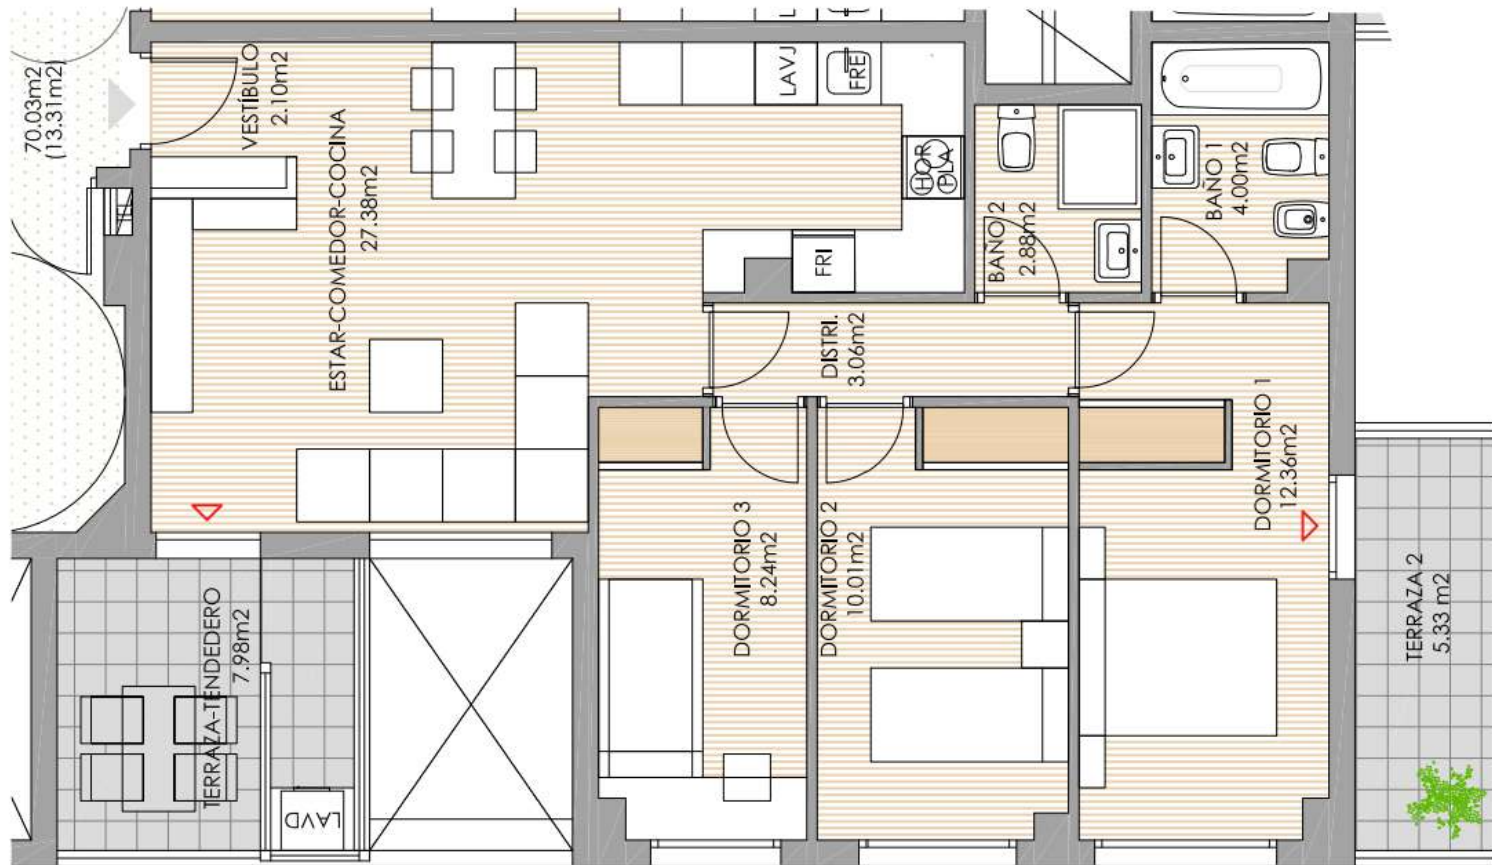 70.03m2
(13.31m2)
VESTÍBULO
2.10m2
ESTAR-COMEDOR-COCINA
27.38m2
LAVJ
FRE
HOR
PLA
FRI
BAÑO 2
2.88m2
BAÑO 1
4.00m2
DISTRI.
3.06m2
DORMITORIO 1
12.36m2
DORMITORIO 2
10.01m2
DORMITORIO 3
8.24m2
TERRAZA-TENDEDERO
7.98m2
LAVD
TERRAZA 2
5.33 m2